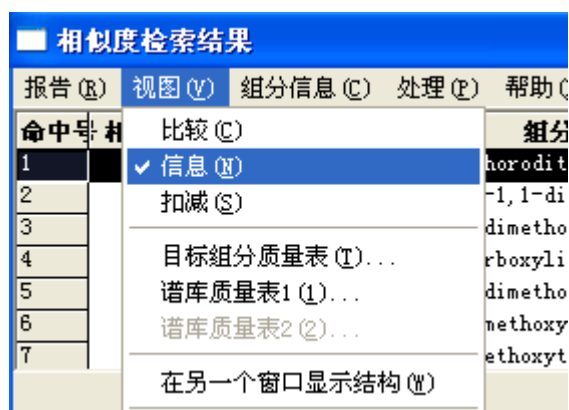 相似度检索结果
报告(R) 视图(V) 组分信息(C) 处理(P) 帮助(
命中号 组分
比较(C)
1 ✓ 信息(N) horodit
2 扣减(S) -1,1-di
3 dimetho
4 目标组分质量表(T)... rboxyli
5 谱库质量表1(1)... dimetho
6 谱库质量表2(2)... methoxy
7 ethoxyt
在另一个窗口显示结构(W)